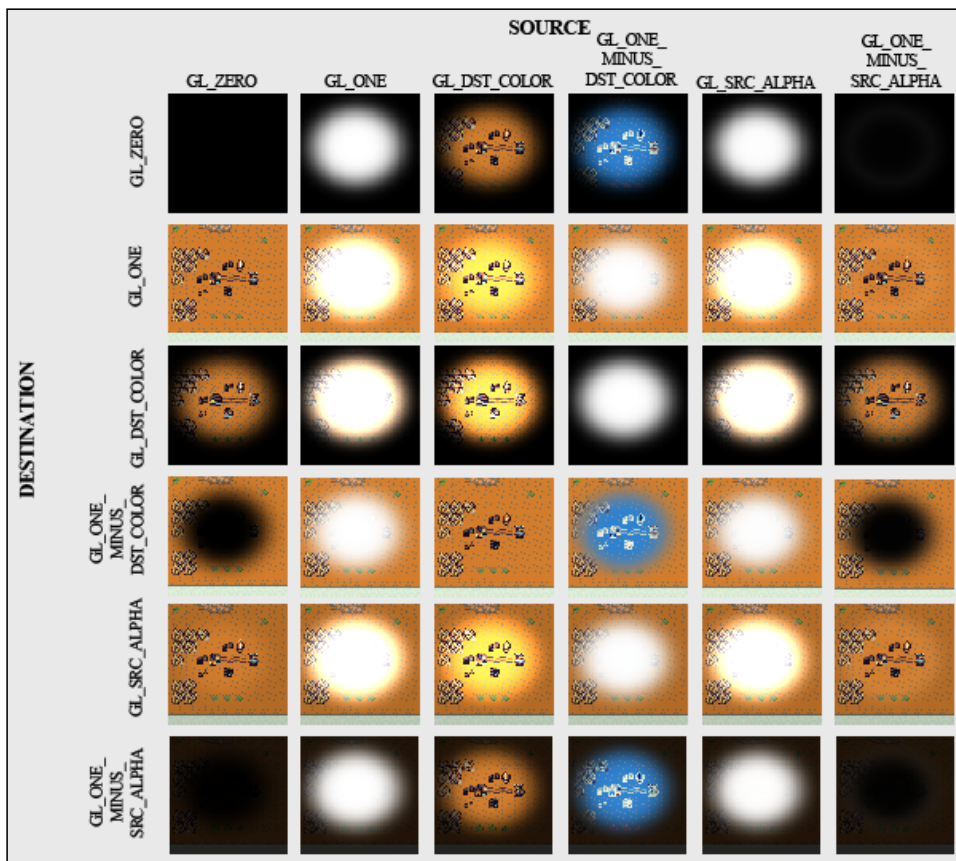 SOURCE
GL_ZERO
GL_ONE
GL_DST_COLOR
GL_ONE_
MINUS_
DST_COLOR
GL_SRC_ALPHA
GL_ONE_
MINUS_
SRC_ALPHA
DESTINATION
GL_ZERO
GL_ONE
GL_DST_COLOR
GL_ONE_
MINUS_
DST_COLOR
GL_SRC_ALPHA
GL_ONE_
MINUS_
SRC_ALPHA